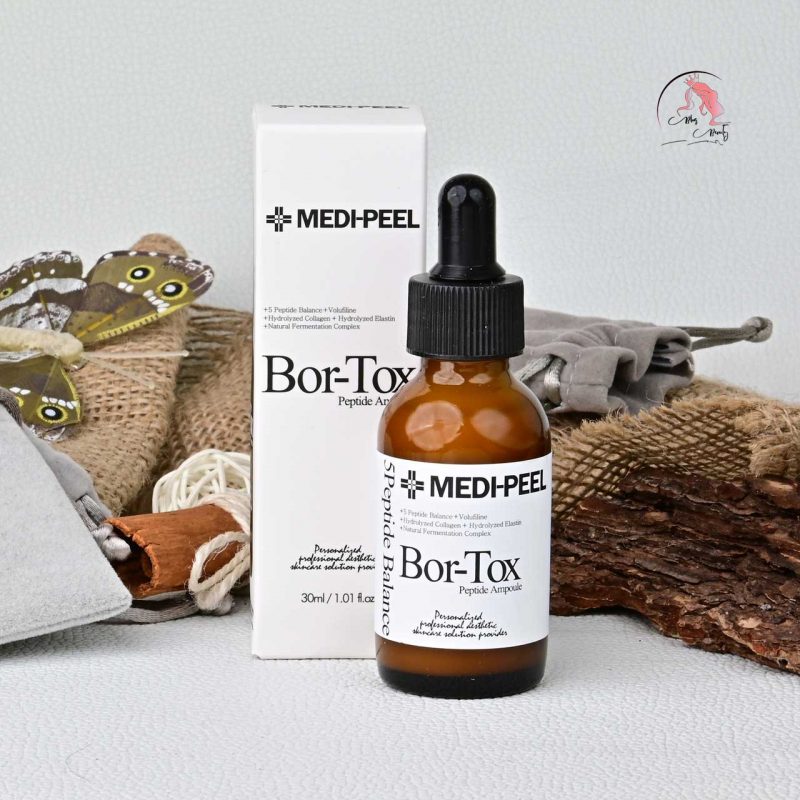 MEDI-PEEL
MEDI-PEEL
+5 Peptide Balance + Volufiline
+Hydrolyzed Collagen + Hydrolyzed Elastin
+Natural Fermentation Complex
Bor-Tox
Peptide Am
Personalized
professional aesthetic
skincare solution provider
30ml / 1.01 fl.oz
5Peptide Balance
MEDI-PEEL
+5 Peptide Balance + Volufiline
+Hydrolyzed Collagen + Hydrolyzed Elastin
+Natural Fermentation Complex
Bor-Tox
Peptide Ampoule
Personalized
professional aesthetic
skincare solution provider